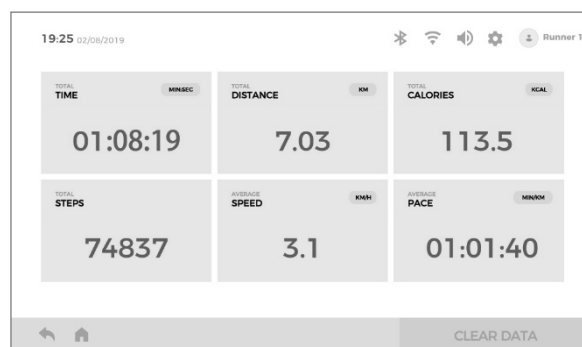 19:25 02/08/2019
Runner 1
TOTAL
TIME
MIN:SEC
01:08:19
TOTAL
DISTANCE
KM
7.03
TOTAL
CALORIES
KCAL
113.5
TOTAL
STEPS
74837
AVERAGE
SPEED
KM/H
3.1
AVERAGE
PACE
MIN/KM
01:01:40
CLEAR DATA